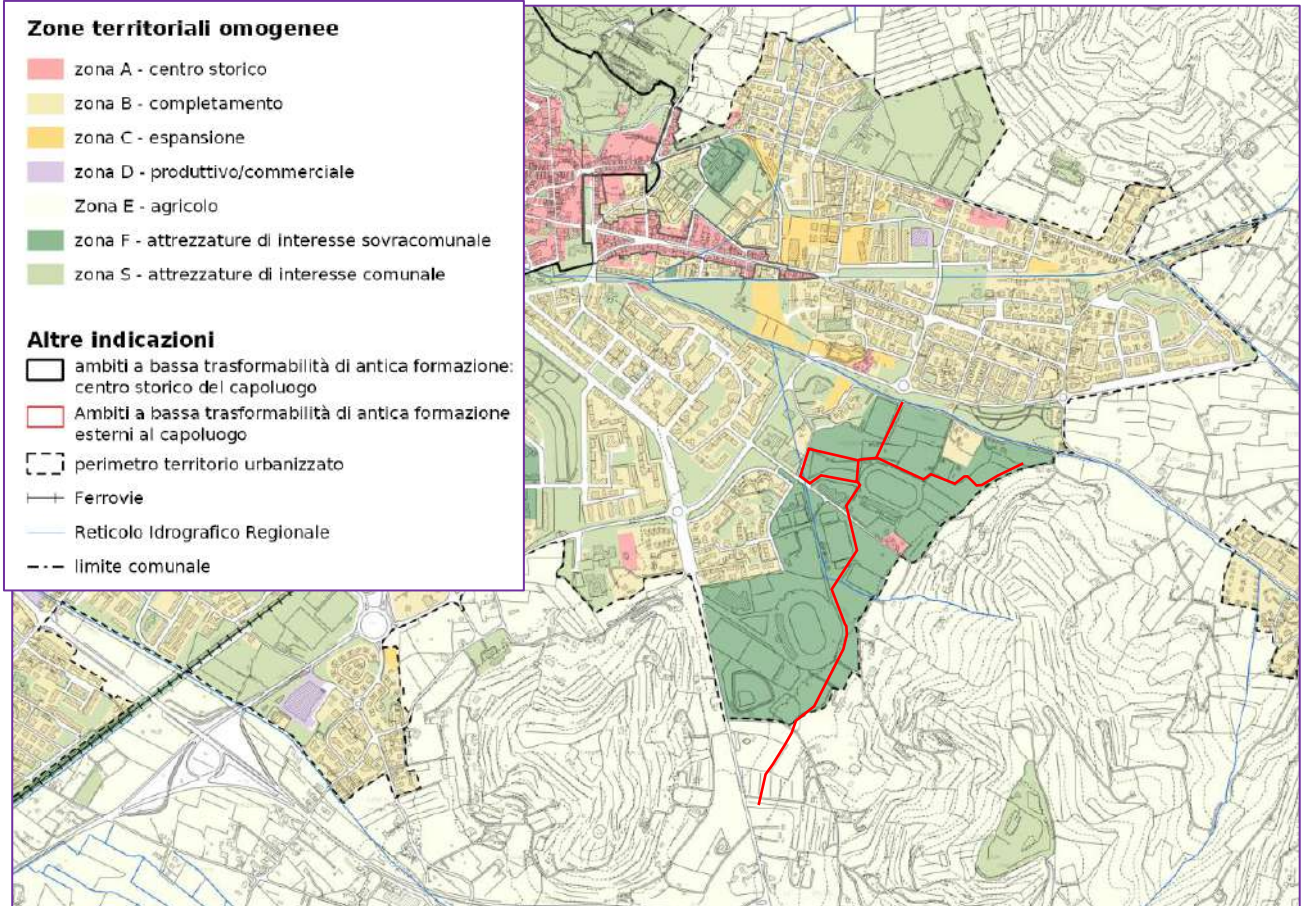 Zone territoriali omogenee
zona A - centro storico
zona B - completamento
zona C - espansione
zona D - produttivo/commerciale
Zona E - agricolo
zona F - attrezzature di interesse sovracomunale
zona S - attrezzature di interesse comunale
Altre indicazioni
ambiti a bassa trasformabilità di antica formazione:
centro storico del capoluogo
Ambiti a bassa trasformabilità di antica formazione
esterni al capoluogo
perimetro territorio urbanizzato
Ferrovie
Reticolo Idrografico Regionale
limite comunale